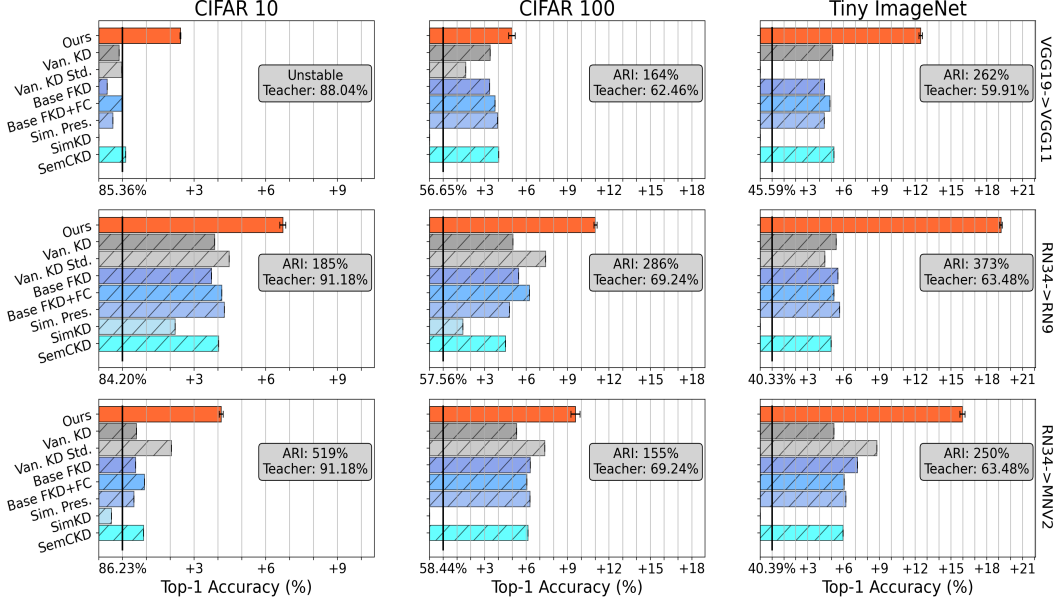 CIFAR 10
CIFAR 100
Tiny ImageNet
Ours
Van. KD
Van. KD Std.
Base FKD
Base FKD+FC
Sim. Pres.
SimKD
SemCKD
Unstable
Teacher: 88.04%
85.36% +3 +6 +9
ARI: 164%
Teacher: 62.46%
56.65% +3 +6 +9 +12 +15 +18
ARI: 262%
Teacher: 59.91%
45.59% +3 +6 +9 +12 +15 +18 +21
VGG19->VGG11
Ours
Van. KD
Van. KD Std.
Base FKD
Base FKD+FC
Sim. Pres.
SimKD
SemCKD
ARI: 185%
Teacher: 91.18%
84.20% +3 +6 +9
ARI: 286%
Teacher: 69.24%
57.56% +3 +6 +9 +12 +15 +18
ARI: 373%
Teacher: 63.48%
40.33% +3 +6 +9 +12 +15 +18 +21
RN34->RN9
Ours
Van. KD
Van. KD Std.
Base FKD
Base FKD+FC
Sim. Pres.
SimKD
SemCKD
ARI: 519%
Teacher: 91.18%
86.23% +3 +6 +9
Top-1 Accuracy (%)
ARI: 155%
Teacher: 69.24%
58.44% +3 +6 +9 +12 +15 +18
Top-1 Accuracy (%)
ARI: 250%
Teacher: 63.48%
40.39% +3 +6 +9 +12 +15 +18 +21
Top-1 Accuracy (%)
RN34->MNV2